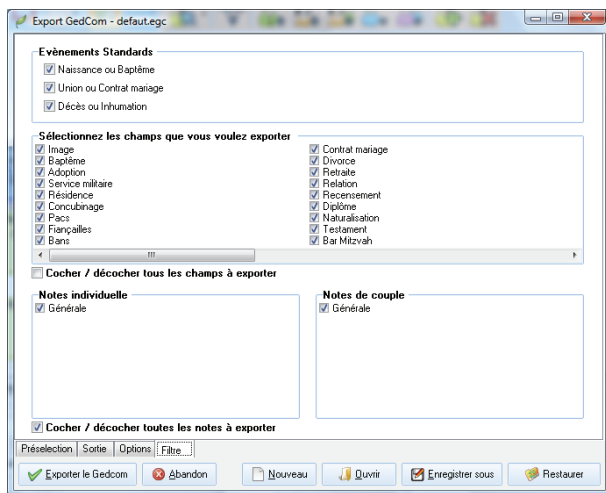 Export GedCom - defaut.egc
Evènements Standards
Naissance ou Baptême
Union ou Contrat mariage
Décès ou Inhumation
Sélectionnez les champs que vous voulez exporter
Image
Baptême
Adoption
Service militaire
Résidence
Concubinage
Pacs
Fiançailles
Bans
Contrat mariage
Divorce
Retraite
Relation
Recensement
Diplôme
Naturalisation
Testament
Bar Mitzvah
Cocher / décocher tous les champs à exporter
Notes individuelle
Générale
Notes de couple
Générale
Cocher / décocher toutes les notes à exporter
Préselection Sortie Options Filtre
Exporter le Gedcom Abandon Nouveau Ouvrir Enregistrer sous Restaurer